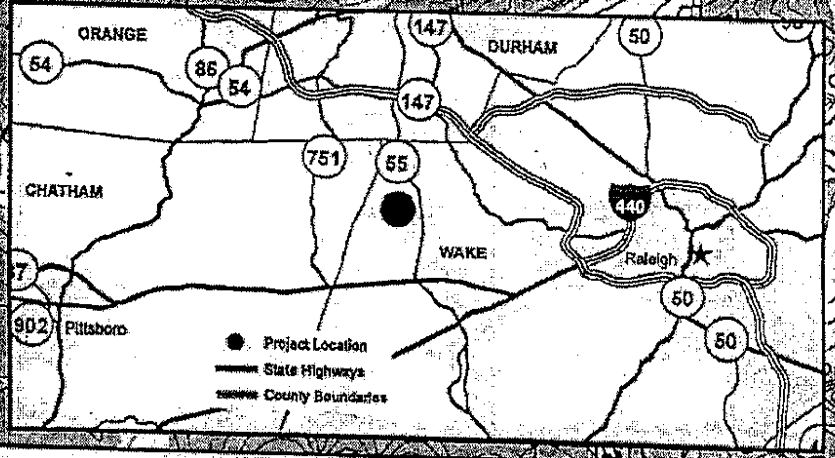 ORANGE
147
DURHAM
50
54
86
54
147
751
55
CHATHAM
440
WAKE
Raleigh
50
902
Pittsboro
50
Project Location
State Highways
County Boundaries